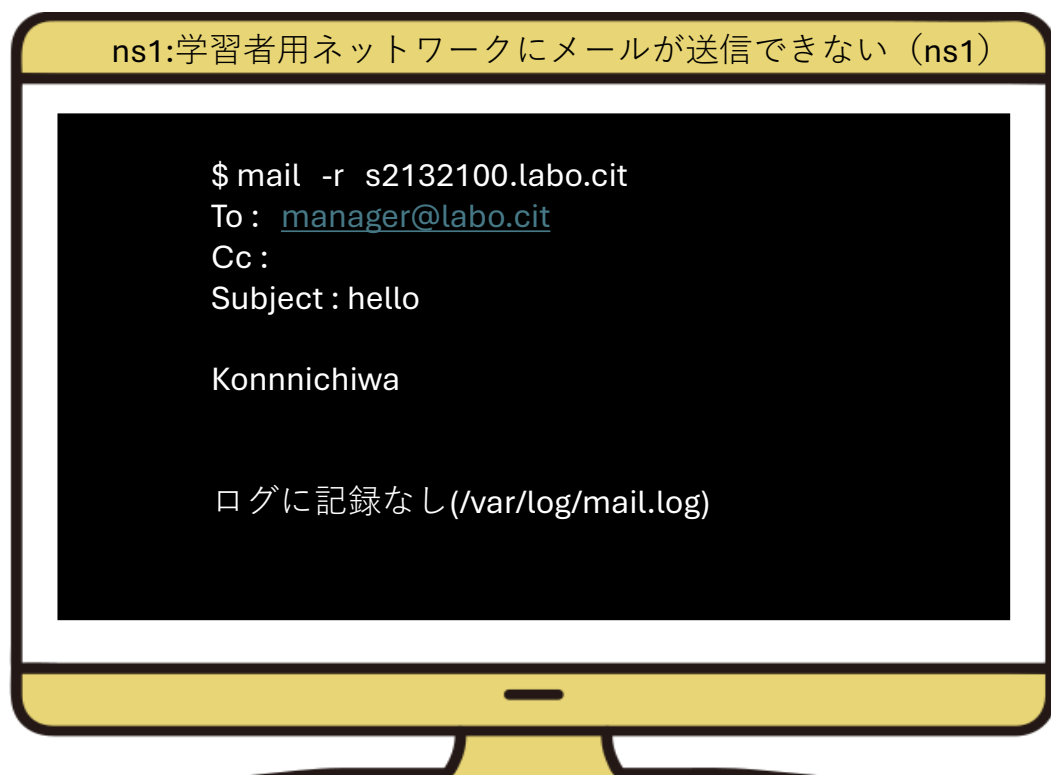 ns1:学習者用ネットワークにメールが送信できない（ns1）
$ mail -r s2132100.labo.cit
To : manager@labo.cit
Cc :
Subject : hello
Konnnichiwa
ログに記録なし(/var/log/mail.log)